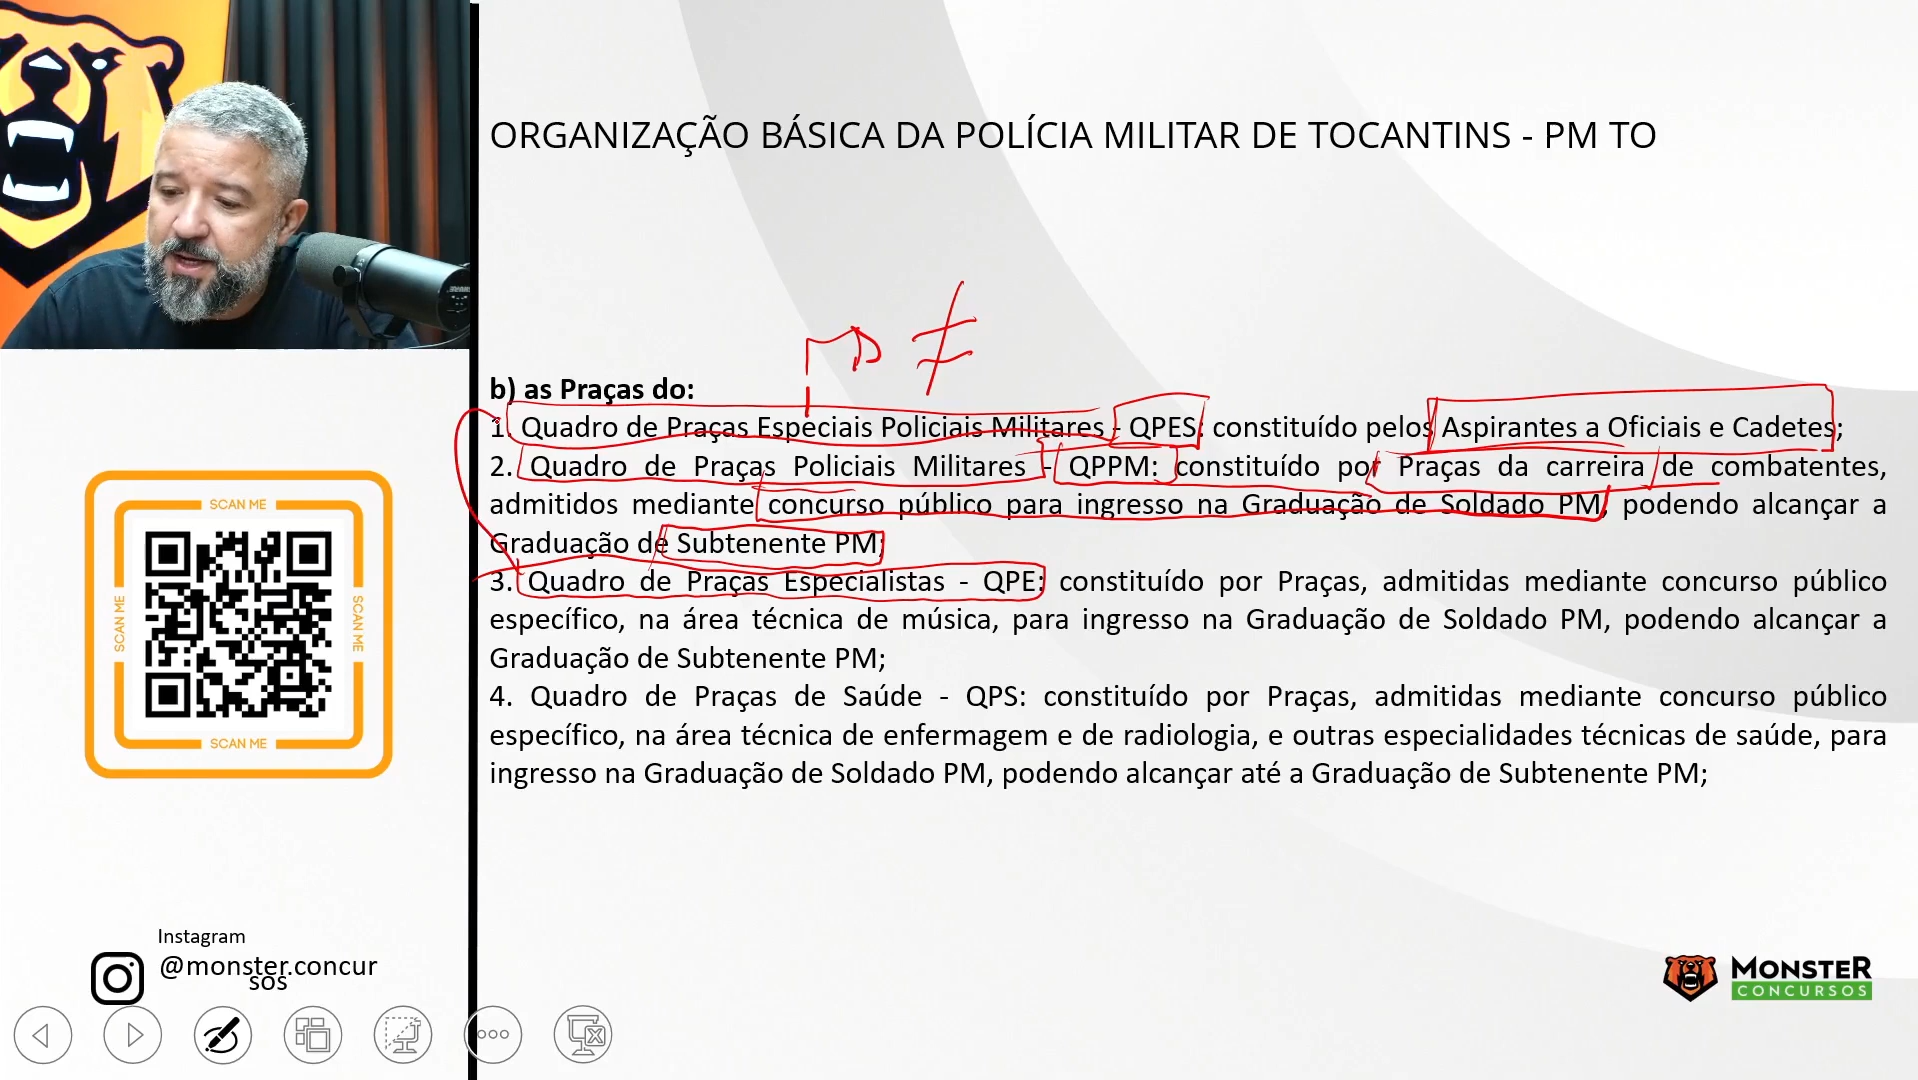 ORGANIZAÇÃO BÁSICA DA POLÍCIA MILITAR DE TOCANTINS - PM TO
≠
b) as Praças do:
1. Quadro de Praças Especiais Policiais Militares - QPES: constituído pelos Aspirantes a Oficiais e Cadetes;
2. Quadro de Praças Policiais Militares - QPPM: constituído por Praças da carreira de combatentes,
admitidos mediante concurso público para ingresso na Graduação de Soldado PM, podendo alcançar a
Graduação de Subtenente PM;
3. Quadro de Praças Especialistas - QPE: constituído por Praças, admitidas mediante concurso público
específico, na área técnica de música, para ingresso na Graduação de Soldado PM, podendo alcançar a
Graduação de Subtenente PM;
4. Quadro de Praças de Saúde - QPS: constituído por Praças, admitidas mediante concurso público
específico, na área técnica de enfermagem e de radiologia, e outras especialidades técnicas de saúde, para
ingresso na Graduação de Soldado PM, podendo alcançar até a Graduação de Subtenente PM;
SCAN ME
SCAN ME
SCAN ME
SCAN ME
Instagram
@monster.concur
sos
MONSTER
CONCURSOS